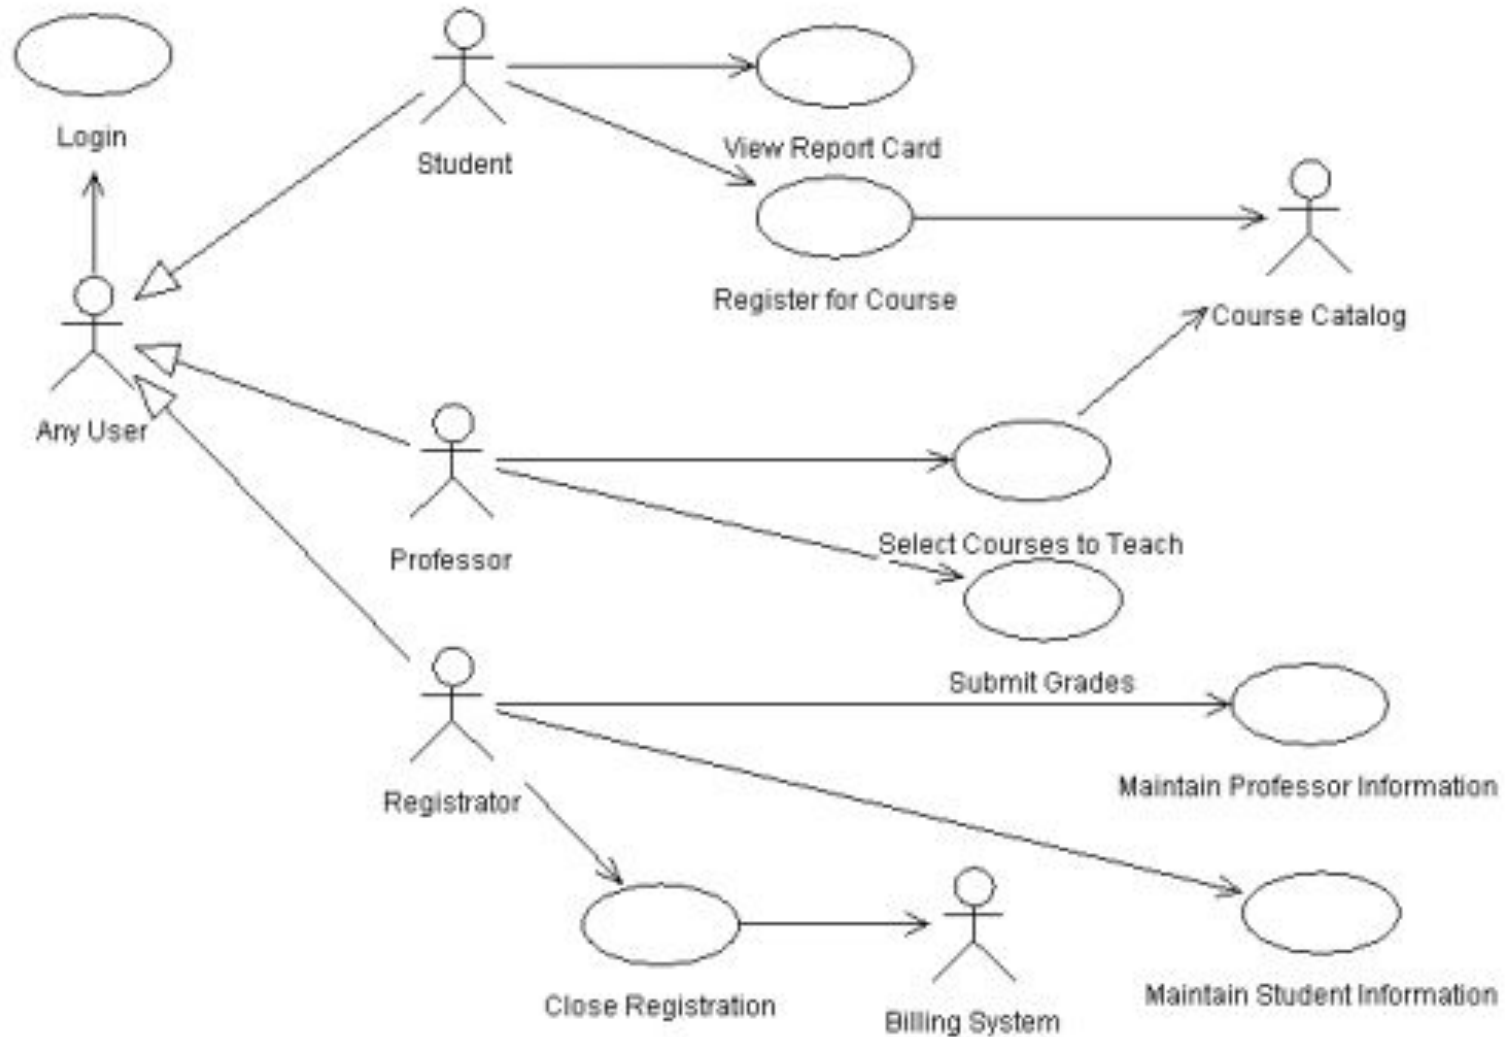 Login
Student
View Report Card
Register for Course
Course Catalog
Any User
Professor
Select Courses to Teach
Submit Grades
Registrator
Maintain Professor Information
Close Registration
Billing System
Maintain Student Information